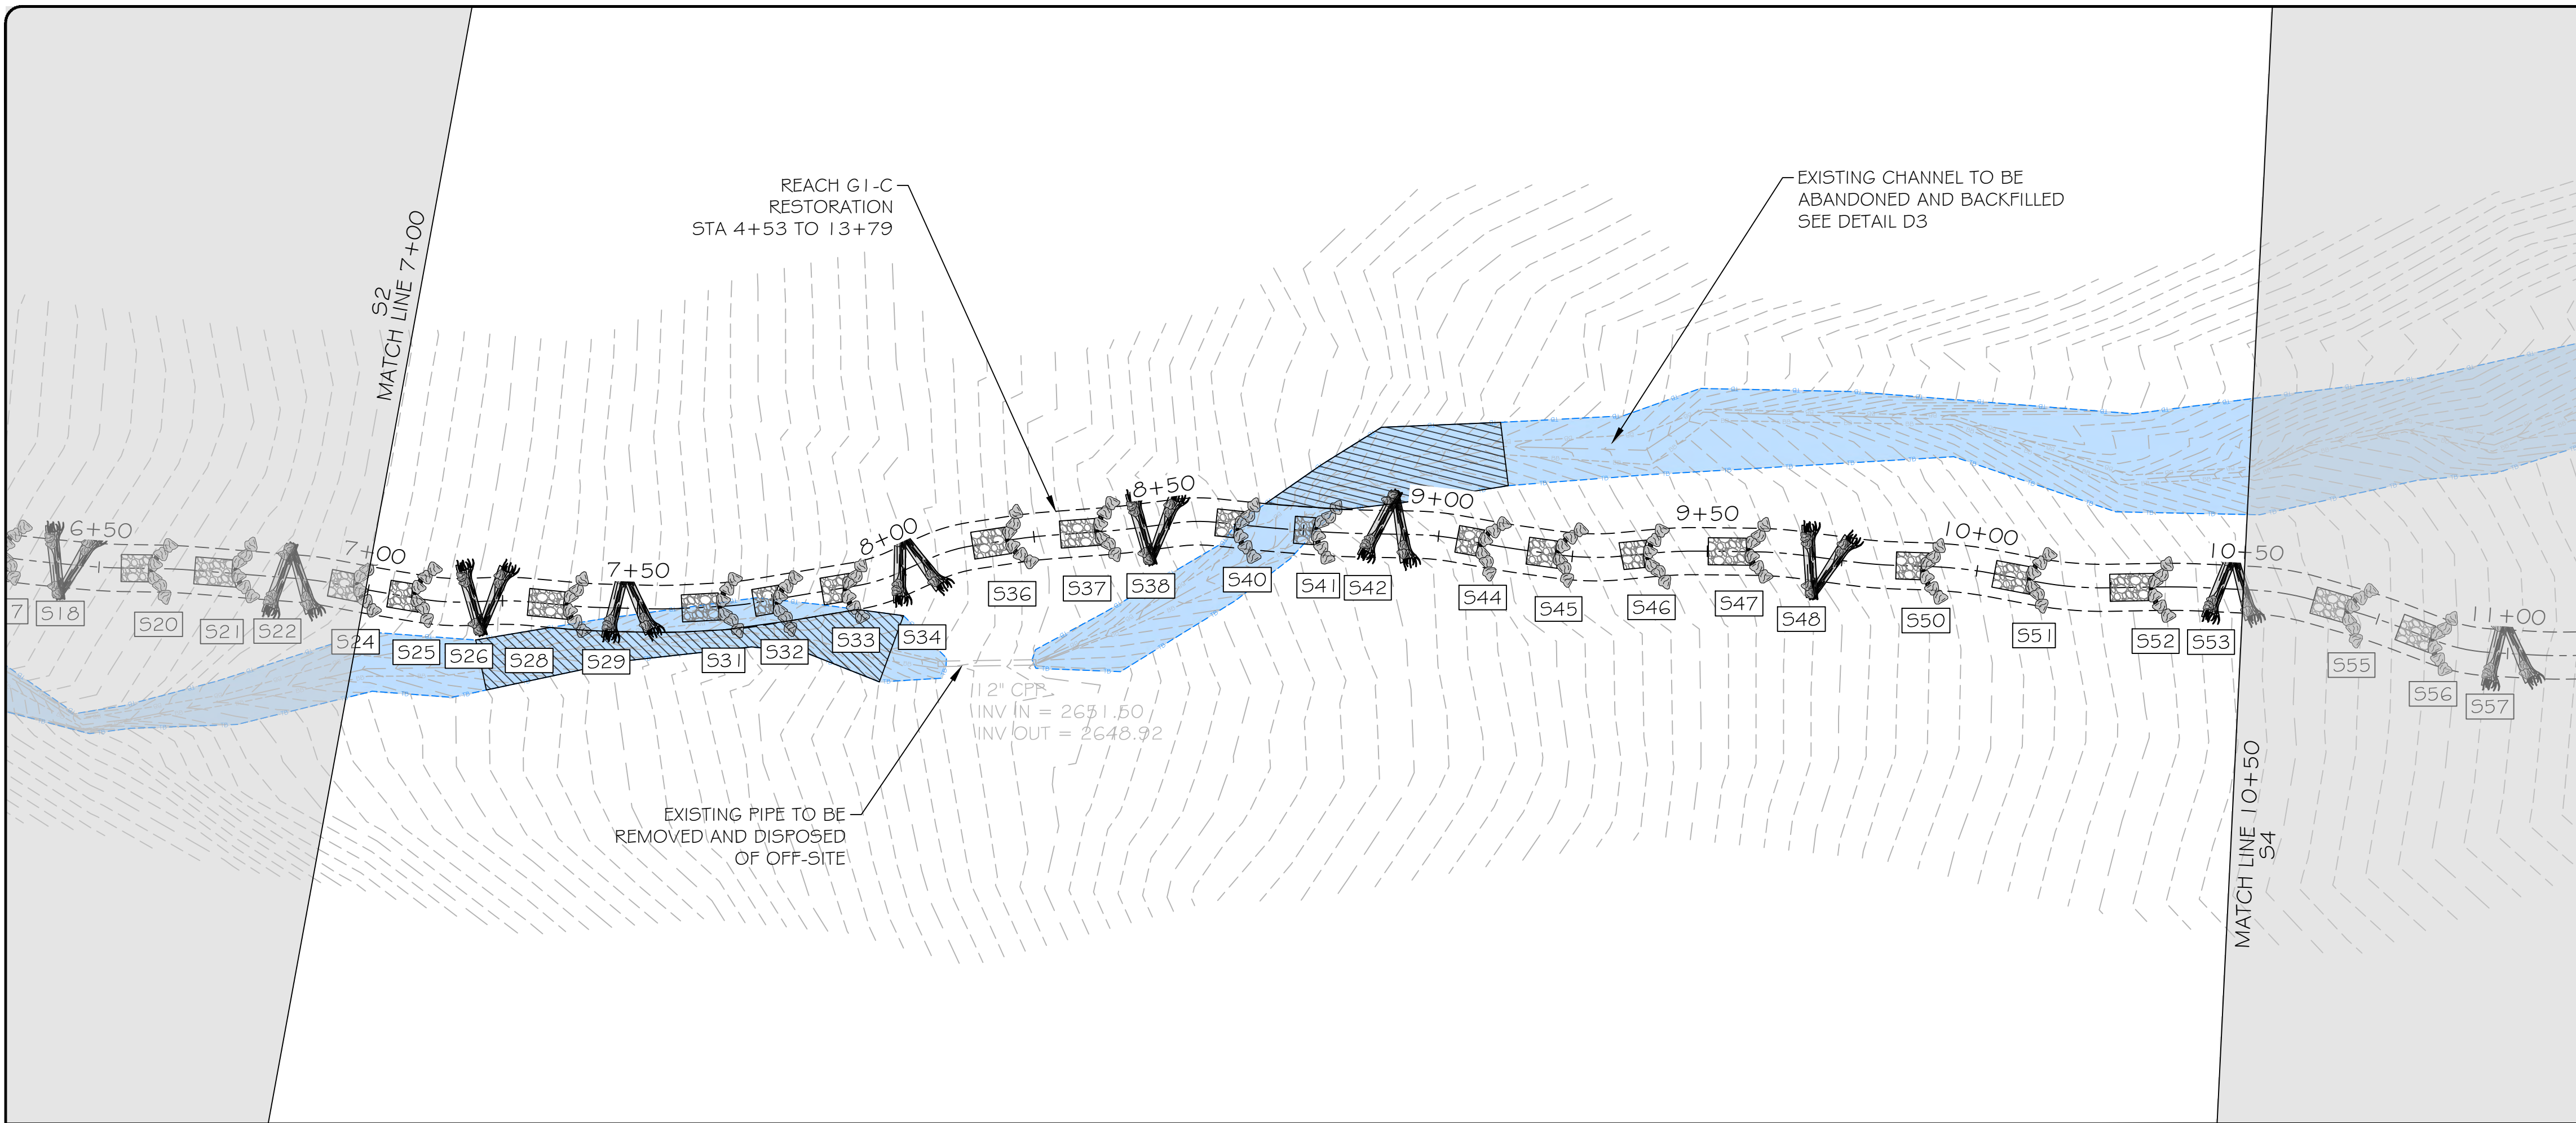 REACH G1-C
RESTORATION
STA 4+53 TO 13+79
EXISTING CHANNEL TO BE
ABANDONED AND BACKFILLED
SEE DETAIL D3
S2
MATCH LINE 7+00
6+50
7+00
7+50
8+00
8+50
9+00
9+50
10+00
10+50
11+00
7
S18
S20
S21
S22
S24
S25
S26
S28
S29
S31
S32
S33
S34
S36
S37
S38
S40
S41
S42
S44
S45
S46
S47
S48
S50
S51
S52
S53
S55
S56
S57
12" CPP
INV IN = 2651.50
INV OUT = 2648.92
EXISTING PIPE TO BE
REMOVED AND DISPOSED
OF OFF-SITE
MATCH LINE 10+50
S4